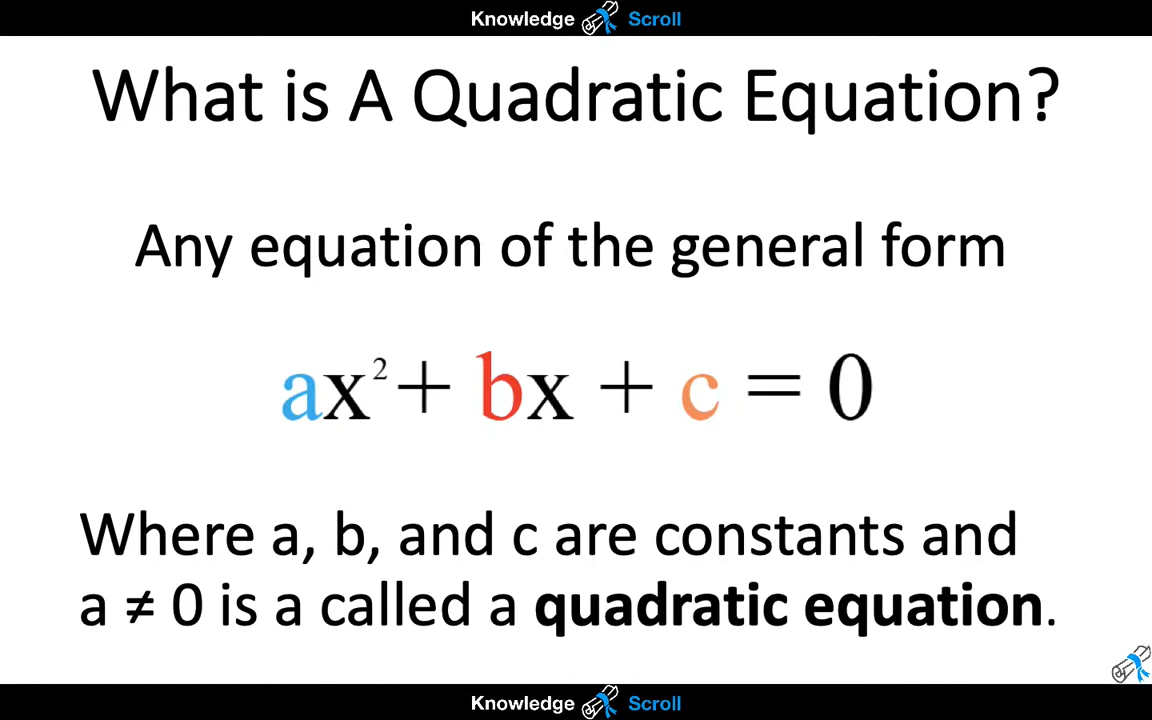 Knowledge Scroll
What is A Quadratic Equation?
Any equation of the general form
ax² + bx + c = 0
Where a, b, and c are constants and
a ≠ 0 is a called a quadratic equation.
Knowledge Scroll